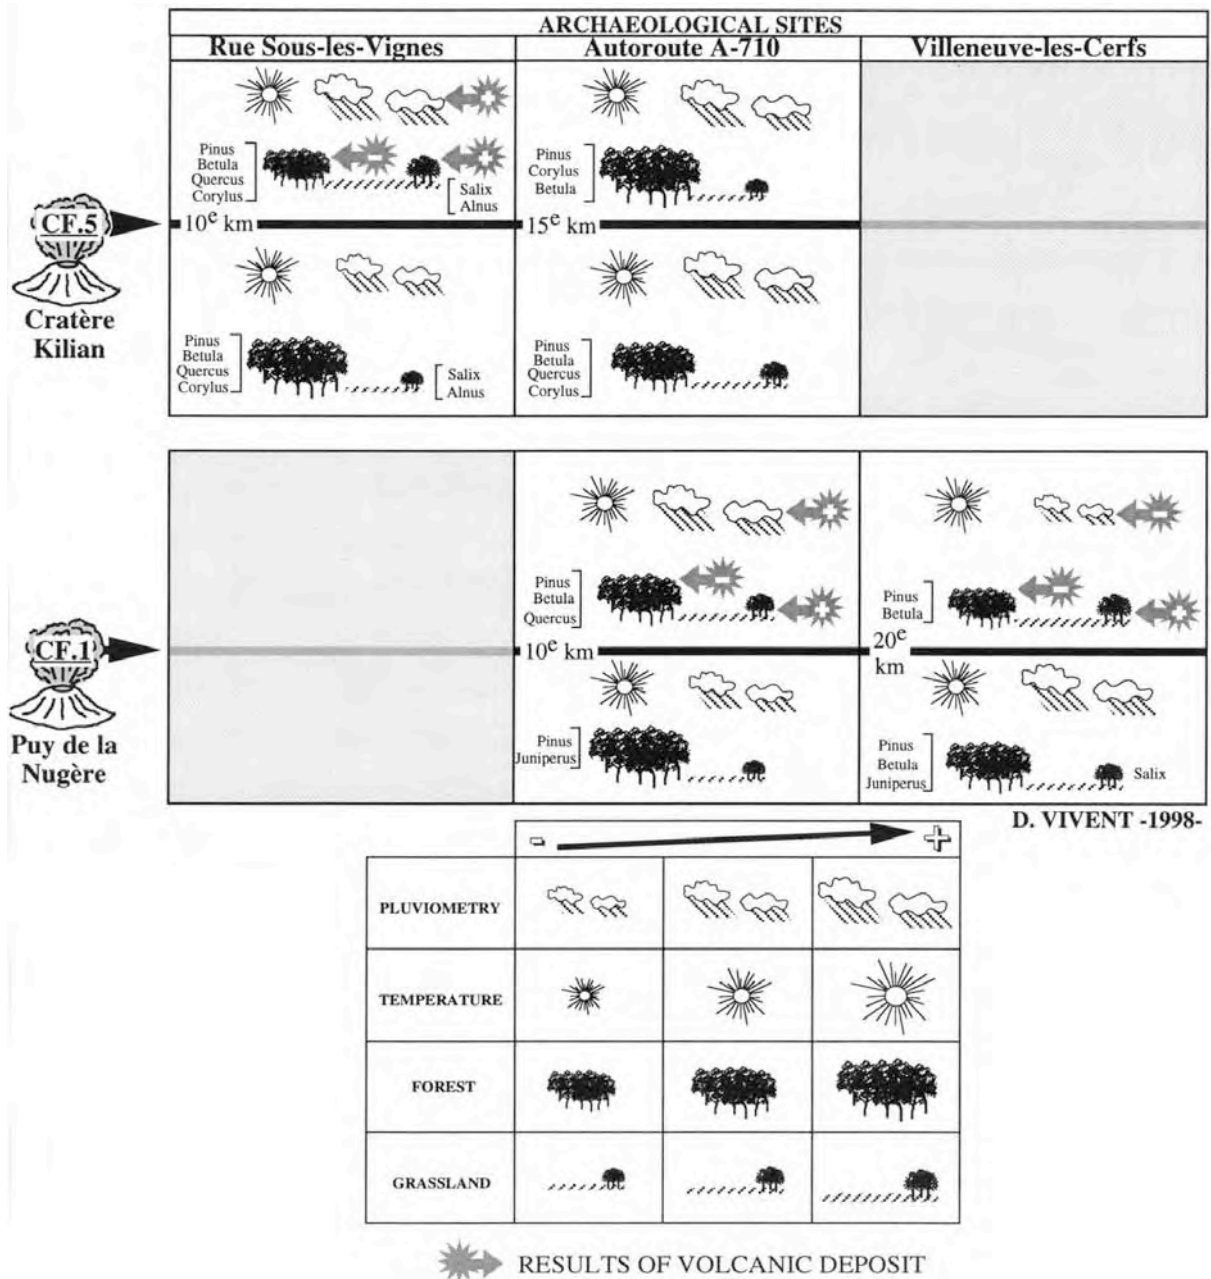 ARCHAEOLOGICAL SITES
Rue Sous-les-Vignes
Autoroute A-710
Villeneuve-les-Cerfs
Pinus
Betula
Quercus
Corylus
Salix
Alnus
Pinus
Corylus
Betula
CF.5
10e km
15e km
Cratère
Kilian
Pinus
Betula
Quercus
Corylus
Salix
Alnus
Pinus
Betula
Quercus
Corylus
Pinus
Betula
Quercus
Pinus
Betula
CF.1
10e km
20e
km
Puy de la
Nugère
Pinus
Juniperus
Pinus
Betula
Juniperus
Salix
D. VIVENT -1998-
- +
PLUVIOMETRY
TEMPERATURE
FOREST
GRASSLAND
RESULTS OF VOLCANIC DEPOSIT